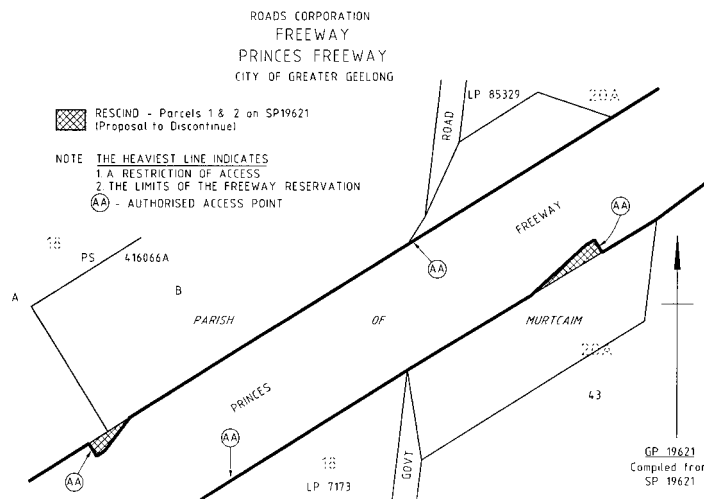 ROADS CORPORATION
FREEWAY
PRINCES FREEWAY
CITY OF GREATER GEELONG
RESCIND - Parcels 1 & 2 on SP19621
(Proposal to Discontinue)
NOTE THE HEAVIEST LINE INDICATES
1. A RESTRICTION OF ACCESS
2. THE LIMITS OF THE FREEWAY RESERVATION
AA - AUTHORISED ACCESS POINT
LP 85329
20A
ROAD
FREEWAY
AA
AA
18
PS 416066A
A
B
PARISH OF MURTCAIM
20A
43
PRINCES
AA
AA
18
LP 7173
GOVT
GP 19621
Compiled from
SP 19621